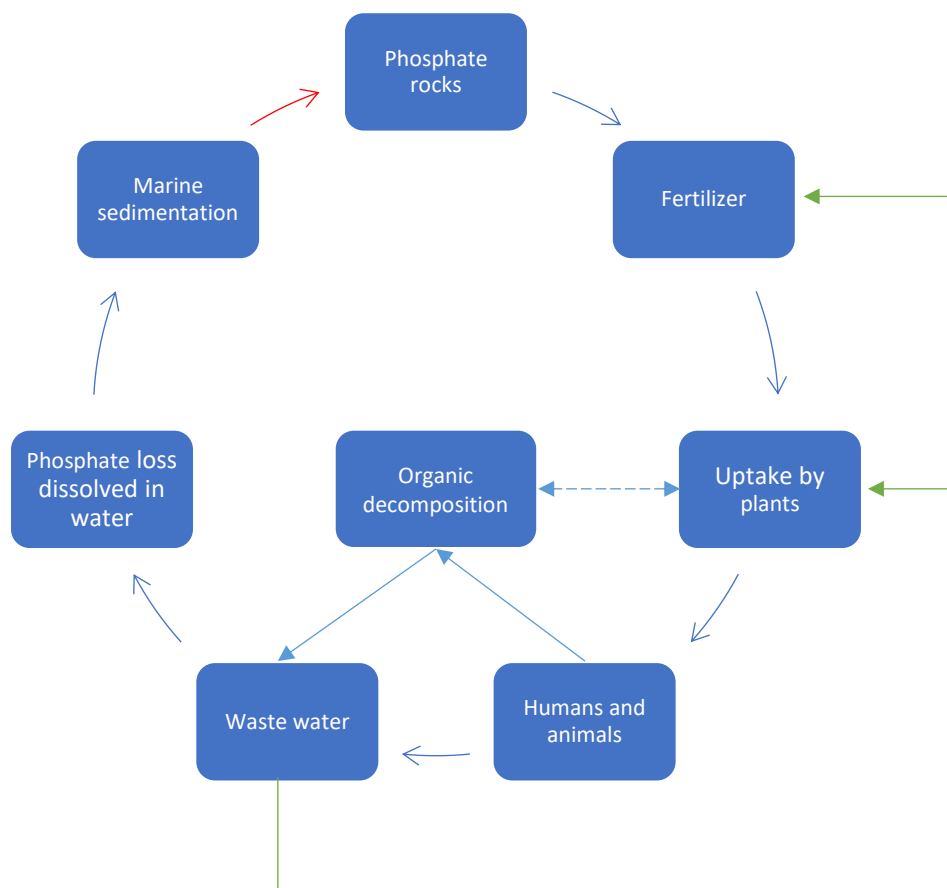 Phosphate
rocks
Marine
sedimentation
Fertilizer
Phosphate loss
dissolved in
water
Organic
decomposition
Uptake by
plants
Waste water
Humans and
animals